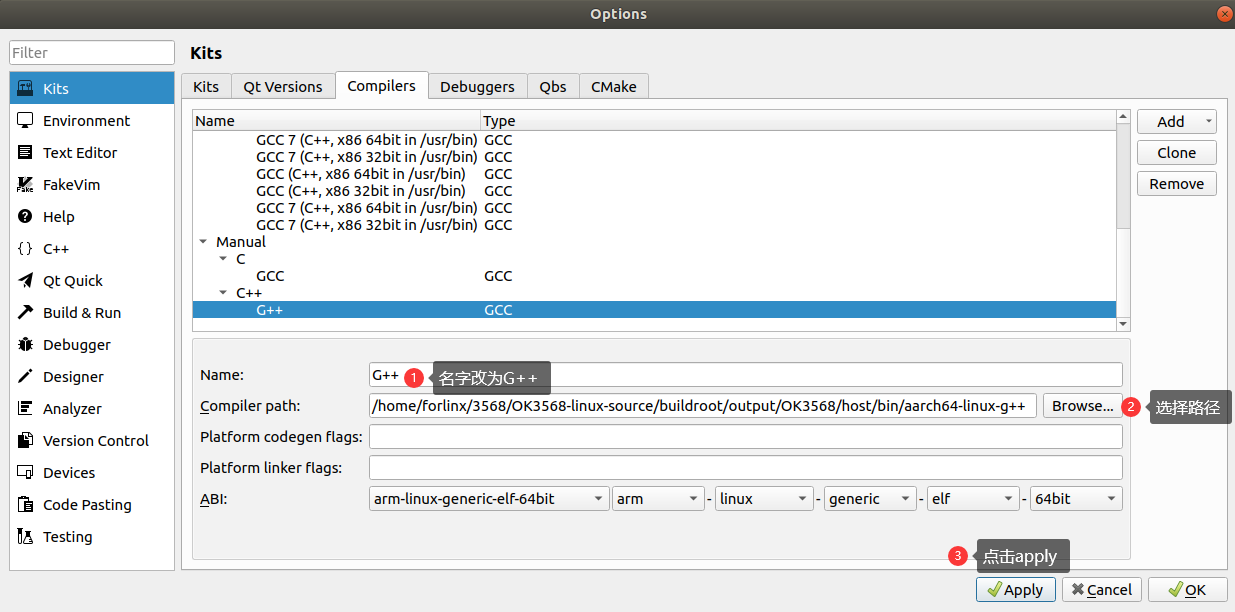 Options
Filter
Kits
Environment
Text Editor
FakeVim
Help
C++
Qt Quick
Build & Run
Debugger
Designer
Analyzer
Version Control
Devices
Code Pasting
Testing
Kits
Kits Qt Versions Compilers Debuggers Qbs CMake
Name Type
GCC 7 (C++, x86 64bit in /usr/bin) GCC
GCC 7 (C++, x86 32bit in /usr/bin) GCC
GCC (C++, x86 64bit in /usr/bin) GCC
GCC (C++, x86 32bit in /usr/bin) GCC
GCC 7 (C++, x86 64bit in /usr/bin) GCC
GCC 7 (C++, x86 32bit in /usr/bin) GCC
Manual
C
GCC GCC
C++
G++ GCC
Add
Clone
Remove
Name: G++ 1 名字改为G++
Compiler path: /home/forlinx/3568/OK3568-linux-source/buildroot/output/OK3568/host/bin/aarch64-linux-g++ Browse... 2 选择路径
Platform codegen flags:
Platform linker flags:
ABI: arm-linux-generic-elf-64bit arm - linux - generic - elf - 64bit
3 点击apply
Apply Cancel OK